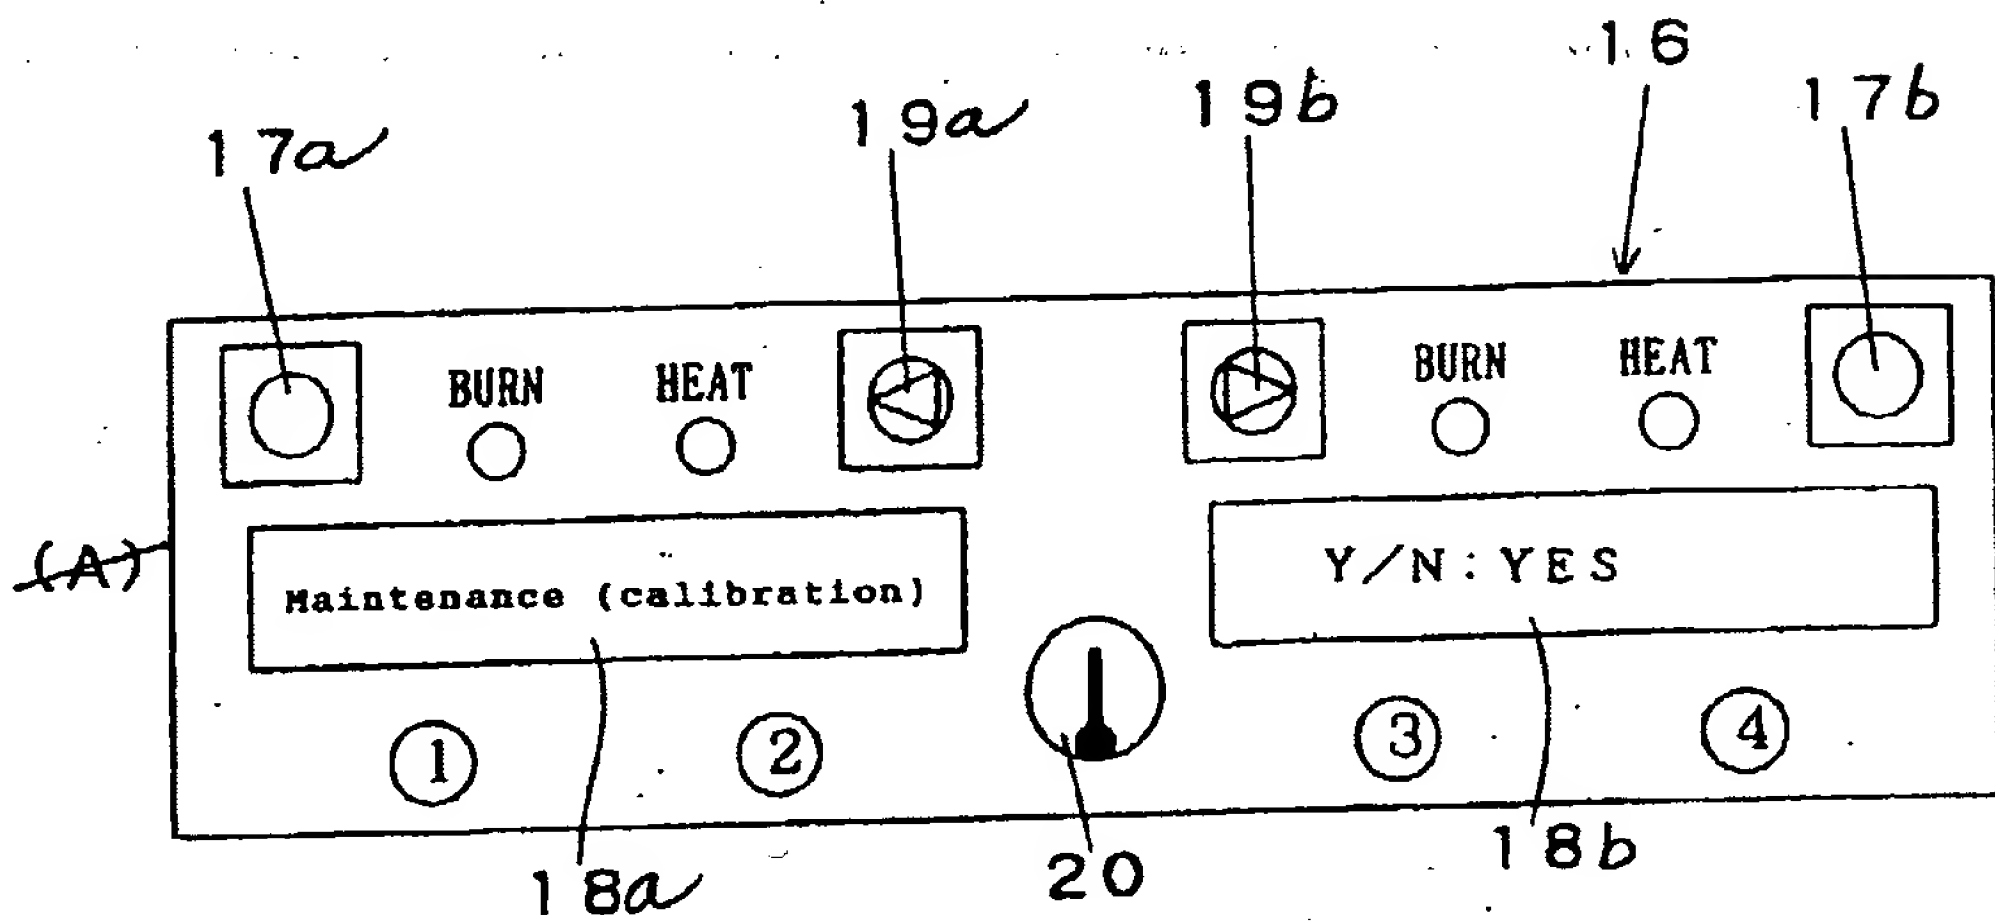 16
17a 19a 19b 17b
BURN HEAT BURN HEAT
(A)
Maintenance (calibration) Y/N:YES
1 2 3 4
18a 20 18b